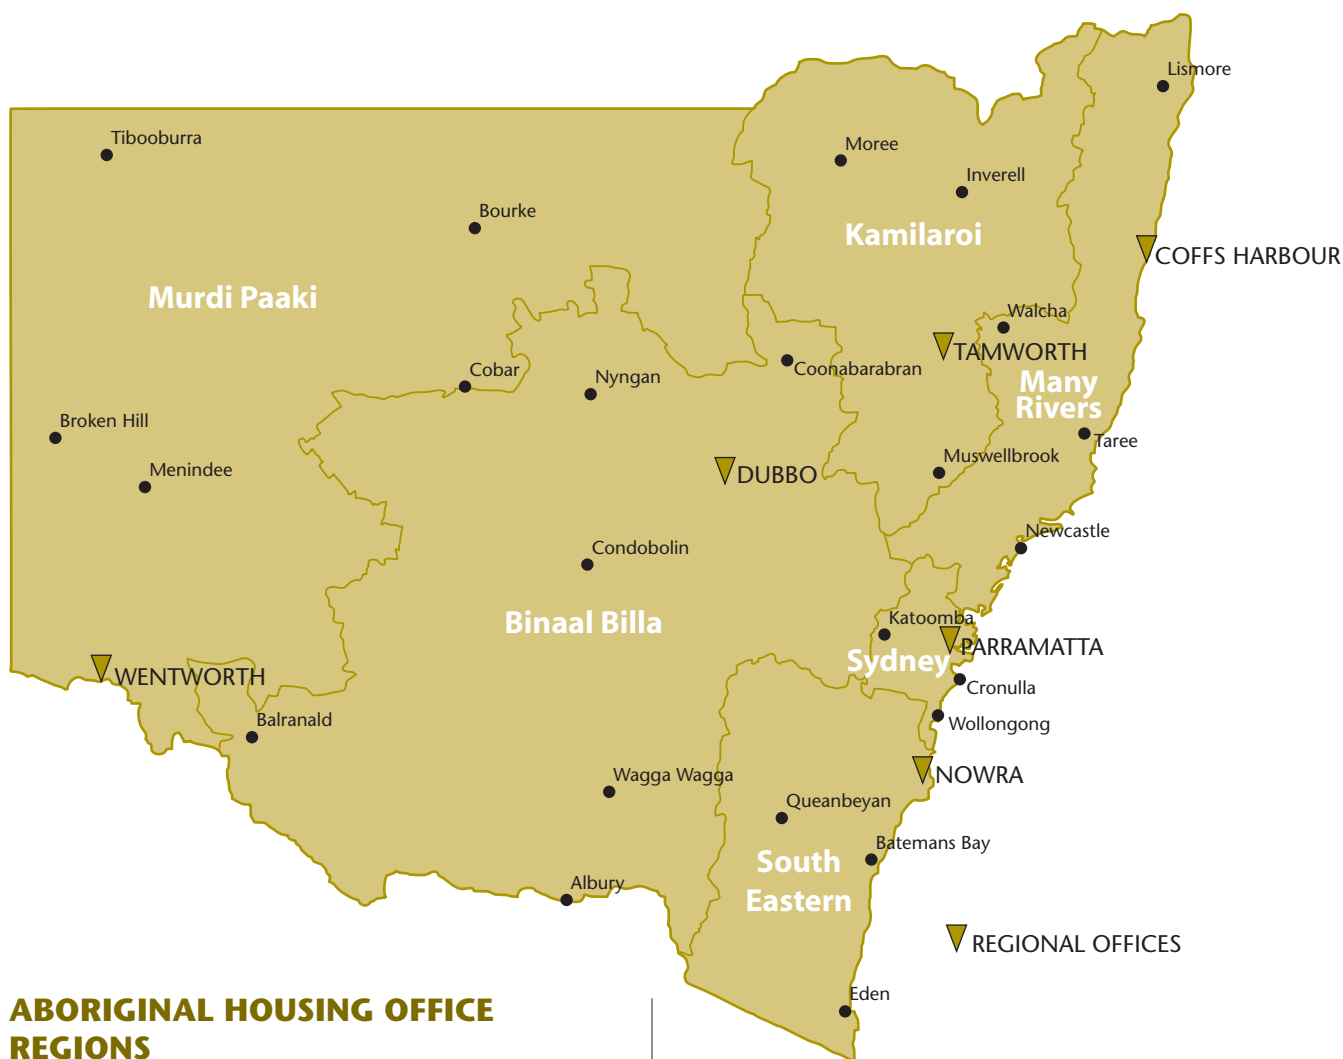 Lismore
Tibooburra
Moree
Inverell
Bourke
Kamilaroi
COFFS HARBOUR
Murdi Paaki
Walcha
TAMWORTH
Coonabarabran
Cobar
Nyngan
Many
Rivers
Broken Hill
Taree
Menindee
Muswellbrook
DUBBO
Newcastle
Condobolin
Binaal Billa
Katoomba
PARRAMATTA
Sydney
WENTWORTH
Cronulla
Balranald
Wollongong
Wagga Wagga
NOWRA
Queanbeyan
Batemans Bay
South
Eastern
Albury
REGIONAL OFFICES
Eden
ABORIGINAL HOUSING OFFICE
REGIONS